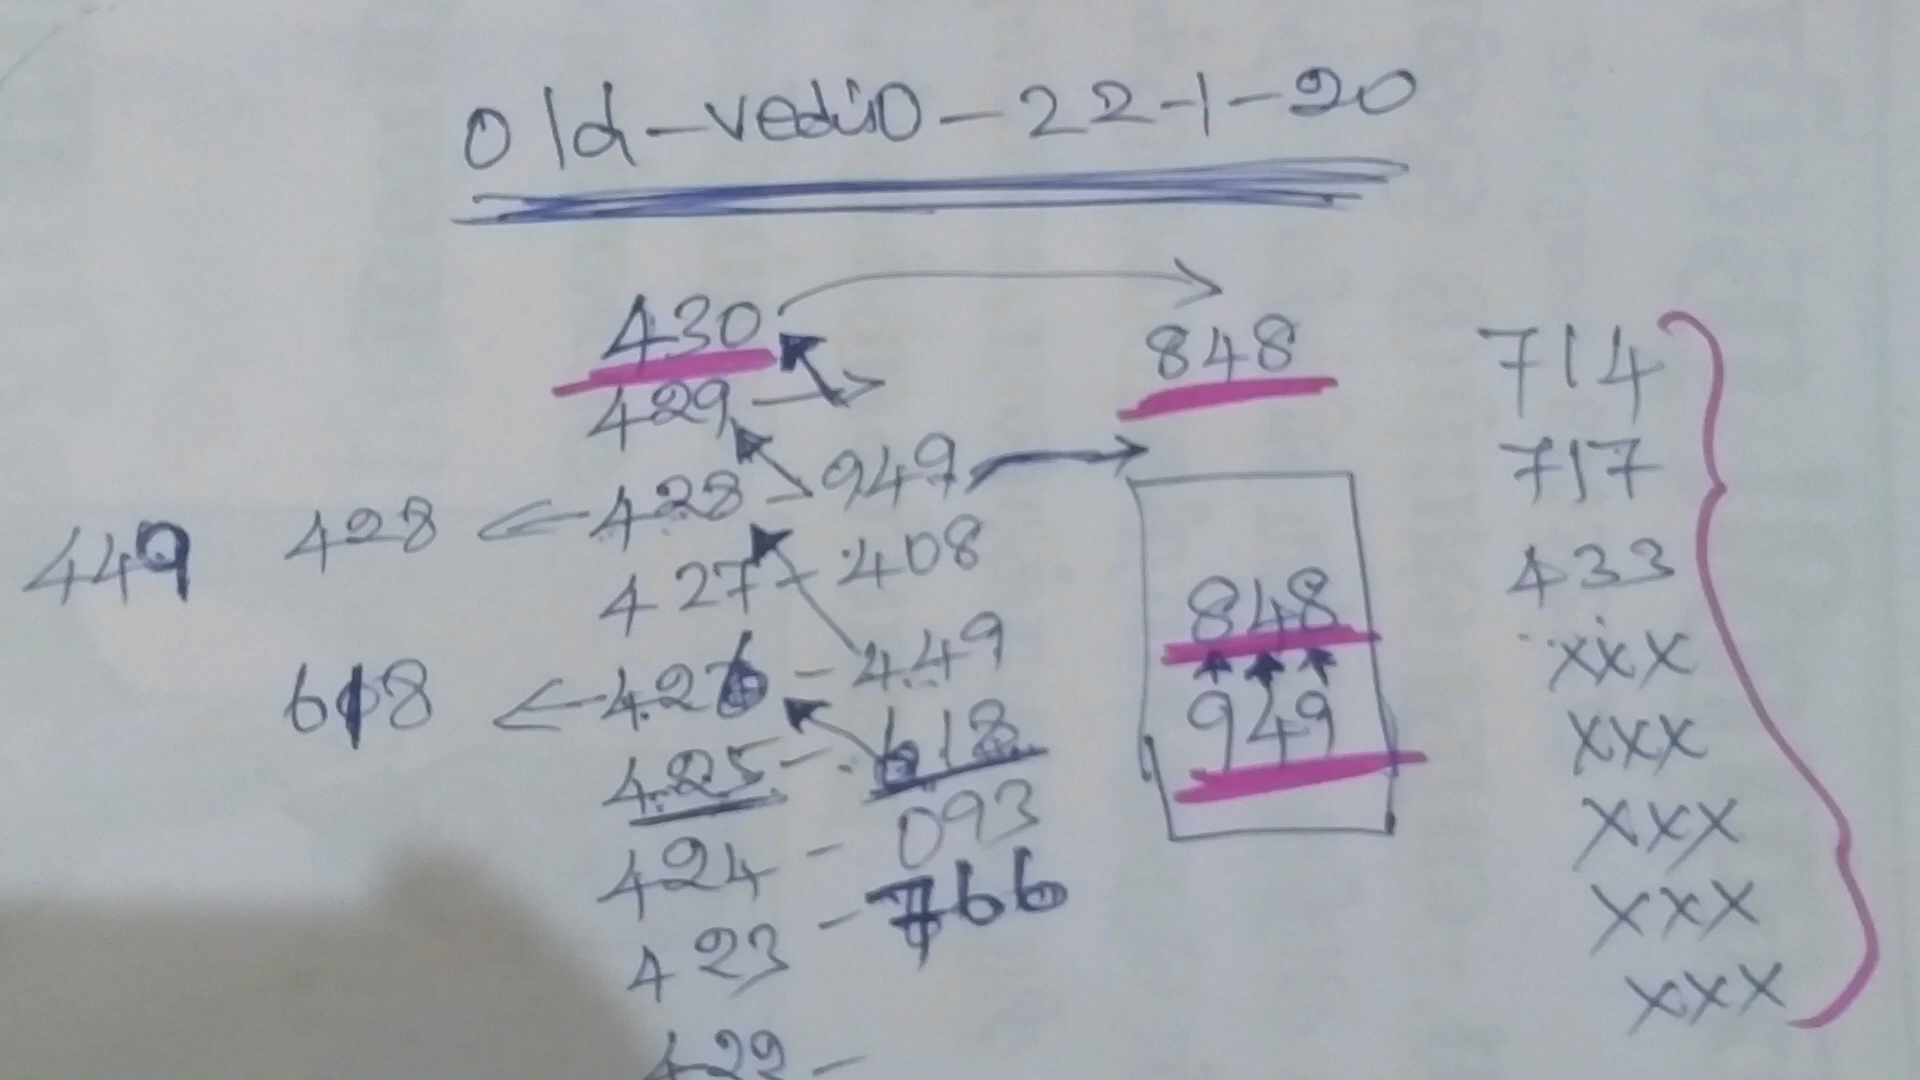 Old-vedio-22-1-20
430 848 714
429 717
449 428 428 - 949 433
427 - 408 848 xxx
618 426 - 449 949 xxx
425 - 618 xxx
424 - 093 xxx
423 - 766 xxx
422 -